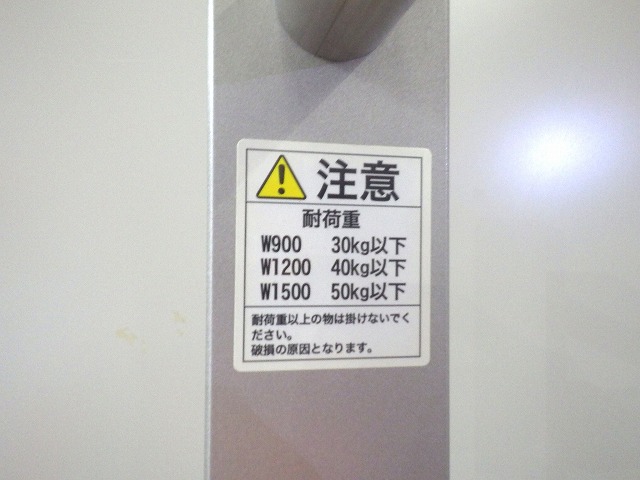 注意
耐荷重
W900 30kg以下
W1200 40kg以下
W1500 50kg以下
耐荷重以上の物は掛けないでく
ださい。
破損の原因となります。